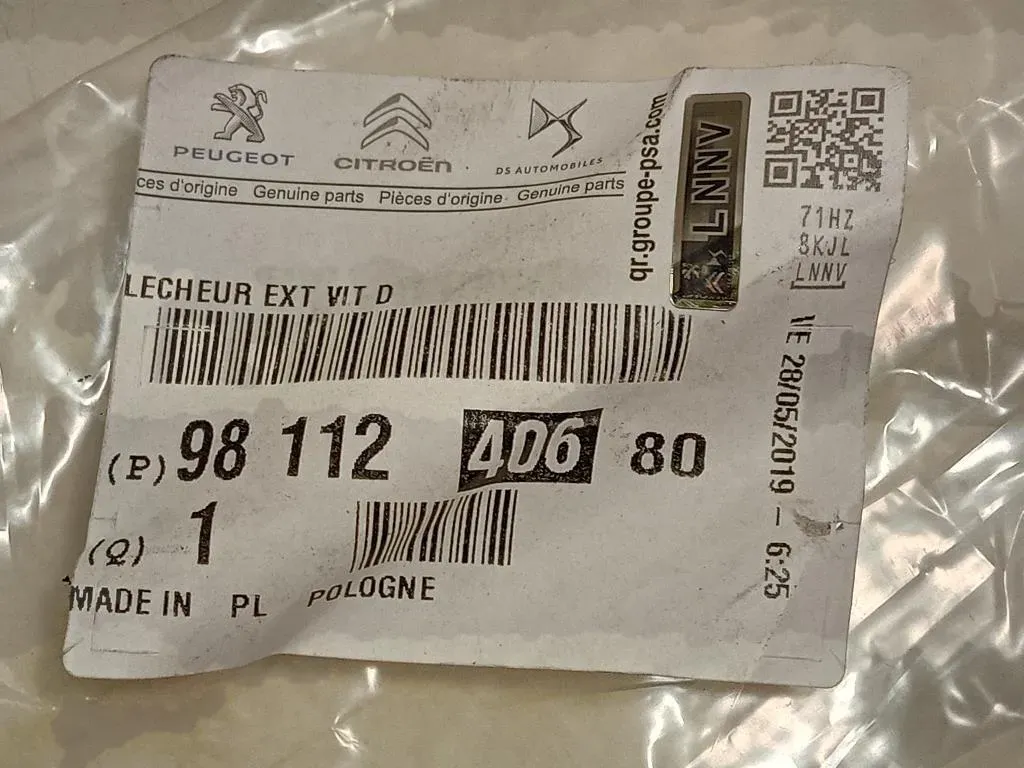 PEUGEOT
CITROËN
DS AUTOMOBILES
ces d'origine Genuine parts Pièces d'origine Genuine parts
qr.groupe-psa.com
LNNV
71HZ
8KJL
LNNV
LECHEUR EXT VIT D
(P) 98 112 406 80
(Q) 1
MADE IN PL POLOGNE
VE 28/05/2019 - 6:25